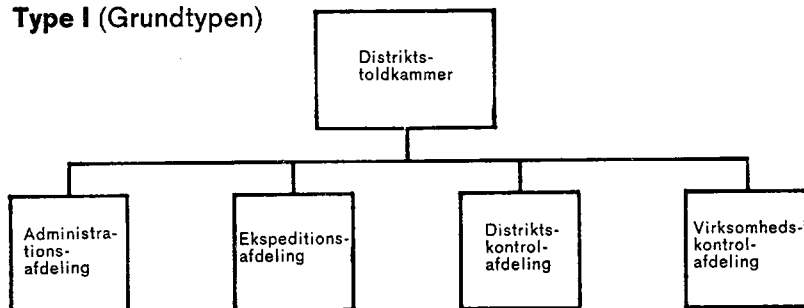 Type I (Grundtypen)
Distrikts-
toldkammer
Administra-
tions-
afdeling
Ekspeditions-
afdeling
Distrikts-
kontrol-
afdeling
Virksomheds-
kontrol-
afdeling